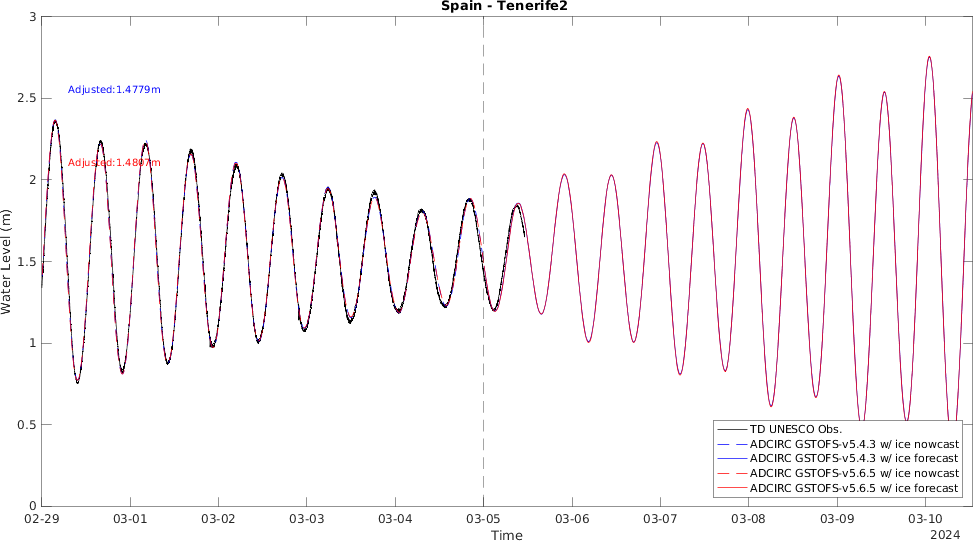 Spain - Tenerife2
Water Level (m)
3
2.5
2
1.5
1
0.5
0
Adjusted:1.4779m
Adjusted:1.4807m
TD UNESCO Obs.
ADCIRC GSTOFS-v5.4.3 w/ ice nowcast
ADCIRC GSTOFS-v5.4.3 w/ ice forecast
ADCIRC GSTOFS-v5.6.5 w/ ice nowcast
ADCIRC GSTOFS-v5.6.5 w/ ice forecast
02-29 03-01 03-02 03-03 03-04 03-05 03-06 03-07 03-08 03-09 03-10
Time
2024